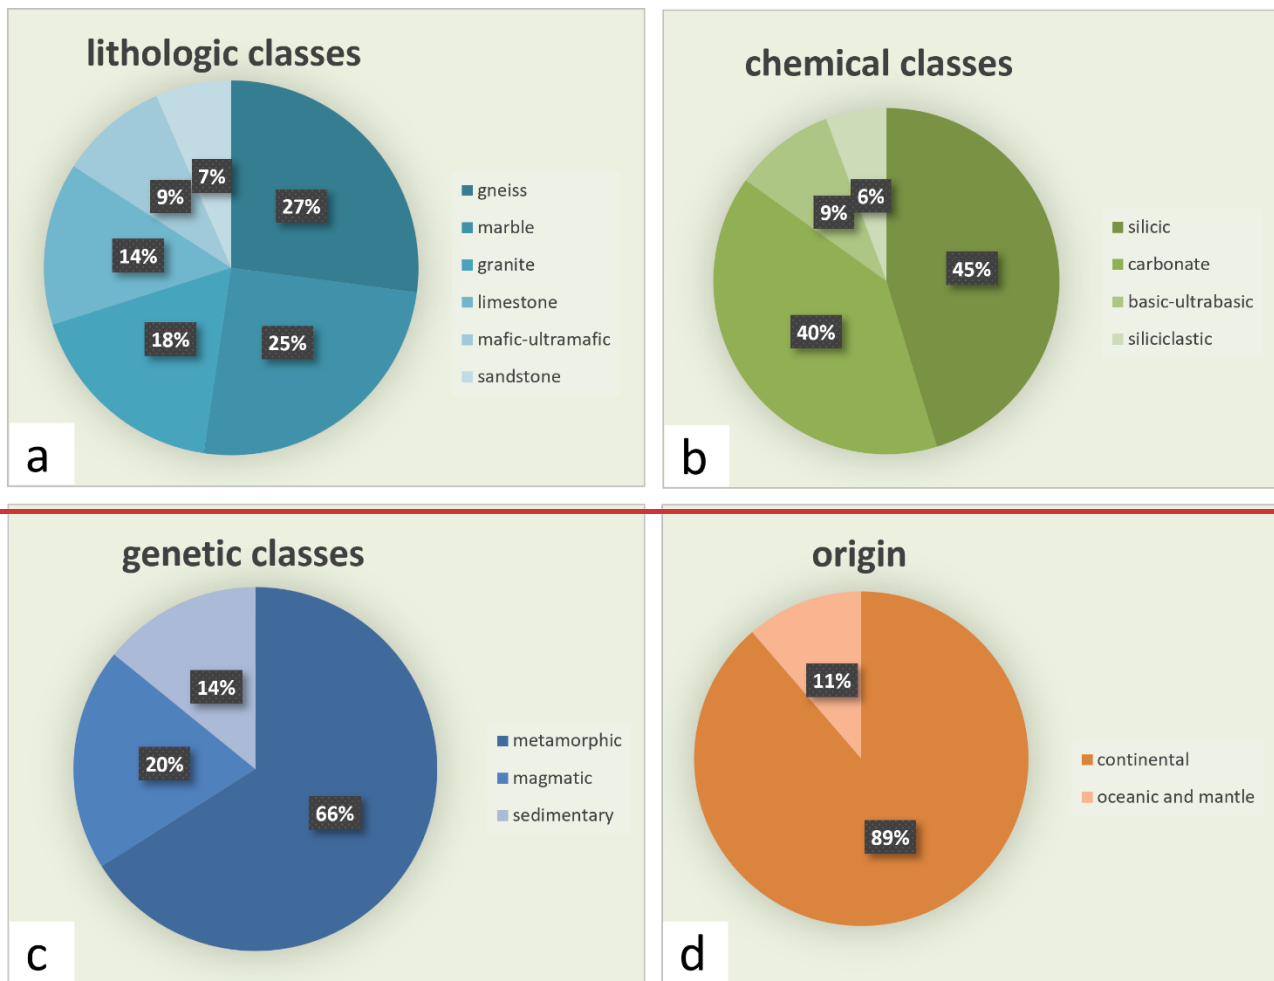 lithologic classes
7%
9%
27%
14%
18%
25%
gneiss
marble
granite
limestone
mafic-ultramafic
sandstone
a
chemical classes
6%
9%
45%
40%
silicic
carbonate
basic-ultrabasic
siliciclastic
b
genetic classes
14%
20%
66%
metamorphic
magmatic
sedimentary
c
origin
11%
89%
continental
oceanic and mantle
d